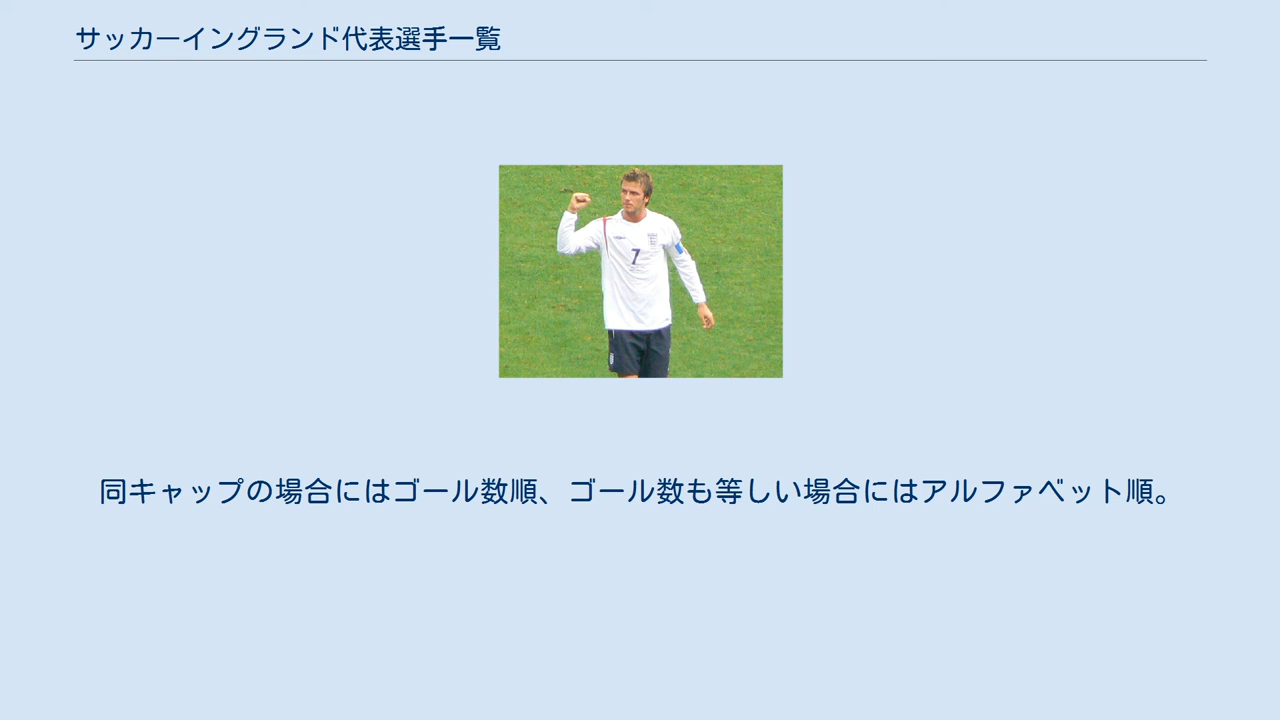 サッカーイングランド代表選手一覧
7
同キャップの場合にはゴール数順、ゴール数も等しい場合にはアルファベット順。